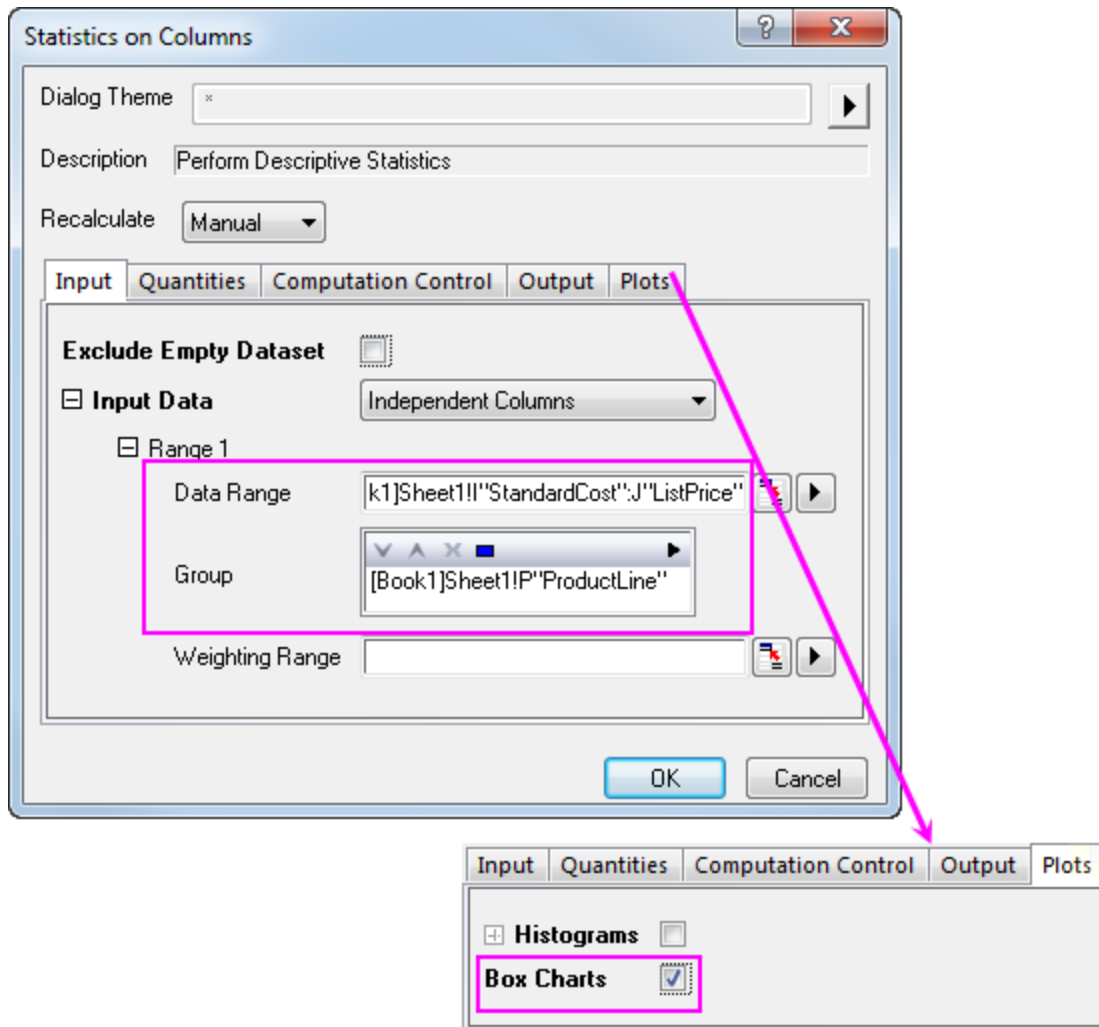 Statistics on Columns
Dialog Theme *
Description Perform Descriptive Statistics
Recalculate Manual
Input Quantities Computation Control Output Plots
Exclude Empty Dataset
Input Data Independent Columns
Range 1
Data Range k1]Sheet1!I"StandardCost":J"ListPrice"
Group
[Book1]Sheet1!P"ProductLine"
Weighting Range
OK Cancel
Input Quantities Computation Control Output Plots
Histograms
Box Charts